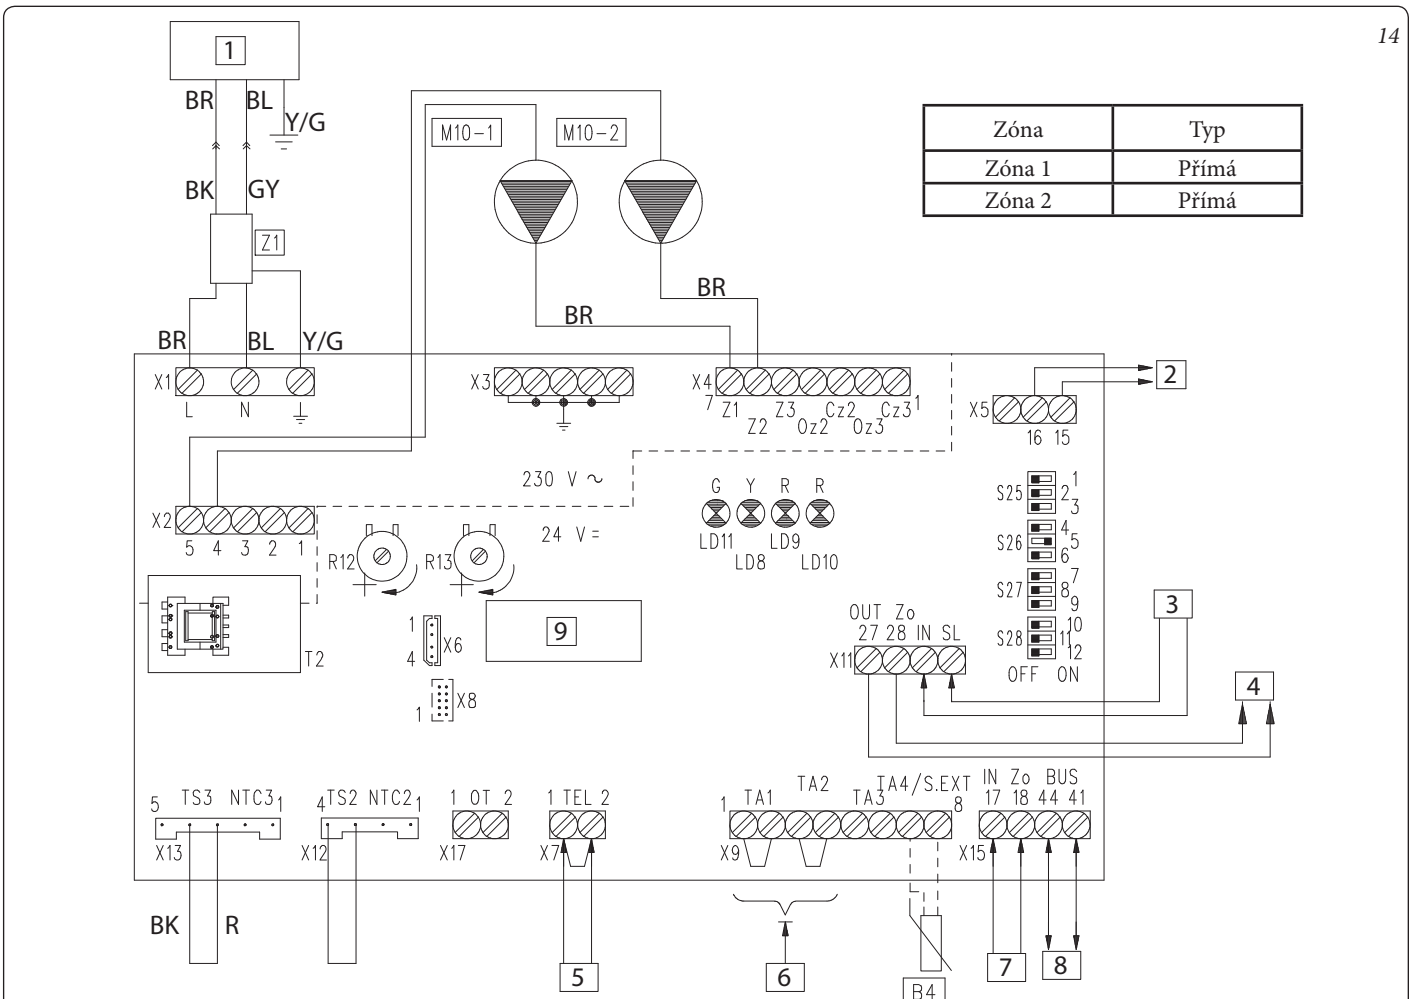 14
1
BR BL
Y/G
M10-1 M10-2
Zóna Typ
Zóna 1 Přímá
Zóna 2 Přímá
BK GY
Z1
BR
BR
BR BL Y/G
X1 X3 X4
L N
7 Z1 Z3 Cz2 Cz3 1
Z2 Oz2 Oz3
2
X5
16 15
230 V ~
24 V =
X2
5 4 3 2 1
G Y R R
LD11 LD9
LD8 LD10
R12 R13
S25 1
2
3
S26 4
5
6
S27 7
8
9
S28 10
11
12
OFF ON
T2
1
4 X6
1 X8
9
OUT Zo
27 28 IN SL
X11
3
4
5 TS3 NTC3 1
X13
4 TS2 NTC2 1
X12
1 OT 2
X17
1 TEL 2
X7
1 TA1 TA2 TA3 TA4/S.EXT 8
X9
IN Zo BUS
17 18 44 41
X15
BK R
5
6
B4
7
8